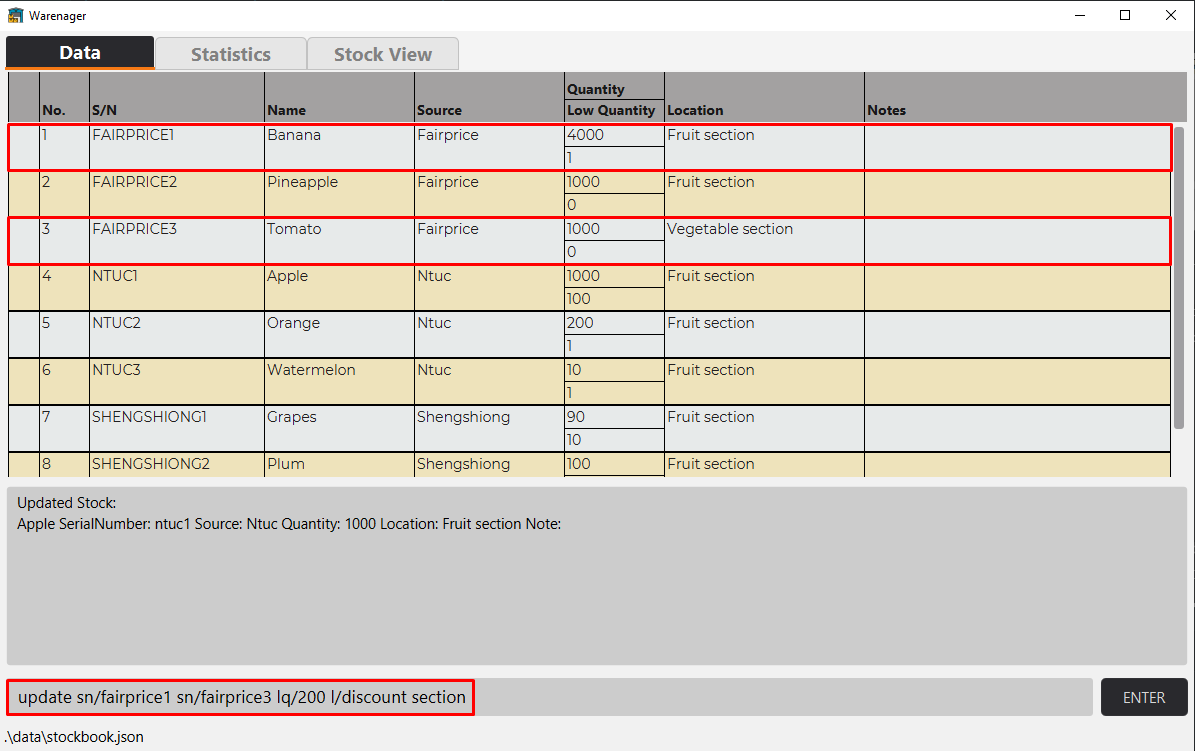 Warenager
Data Statistics Stock View
Quantity
No. S/N Name Source Low Quantity Location Notes
1 FAIRPRICE1 Banana Fairprice 4000 Fruit section
1
2 FAIRPRICE2 Pineapple Fairprice 1000 Fruit section
0
3 FAIRPRICE3 Tomato Fairprice 1000 Vegetable section
0
4 NTUC1 Apple Ntuc 1000 Fruit section
100
5 NTUC2 Orange Ntuc 200 Fruit section
1
6 NTUC3 Watermelon Ntuc 10 Fruit section
1
7 SHENGSHIONG1 Grapes Shengshiong 90 Fruit section
10
8 SHENGSHIONG2 Plum Shengshiong 100 Fruit section
Updated Stock:
Apple SerialNumber: ntuc1 Source: Ntuc Quantity: 1000 Location: Fruit section Note:
update sn/fairprice1 sn/fairprice3 lq/200 l/discount section ENTER
.\data\stockbook.json